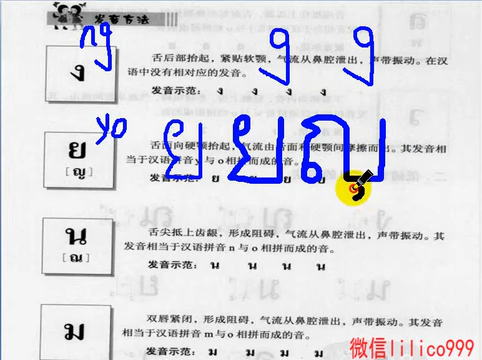 发音方法
ng ง ง
ง
舌后部抬起，紧贴软颚，气流从鼻腔泄出，声带振动。在汉
语中没有相对应的发音。
发音示范：ง ง ง ง
yo ย ย ญ
ย
[ญ]
舌面向硬颚抬起，气流由舌面和硬颚间摩擦而出。其发音相
当于汉语拼音y与o相拼而成的音。
发音示范：ย ย ย ย
น
[ณ]
舌尖抵上齿龈，形成阻碍，气流从鼻腔泄出，声带振动。其
发音相当于汉语拼音n与o相拼而成的音。
发音示范：น น น น
ม
双唇紧闭，形成阻碍，气流从鼻腔泄出，声带振动。其发音
相当于汉语拼音m与o相拼而成的音。
发音示范：ม ม ม ม
微信lilico999